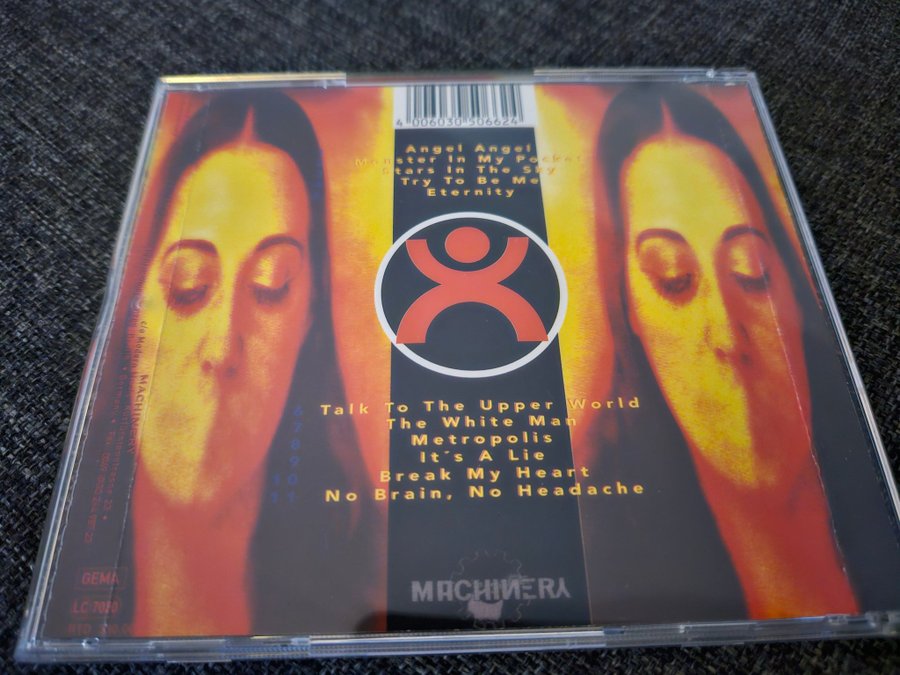 4 006030 506624
Angel Angel
Monster In My Pocket
Stars In The Sky
Try To Be Me
Eternity
6 Talk To The Upper World
7 The White Man
8 Metropolis
9 It´s A Lie
10 Break My Heart
11 No Brain, No Headache
MACHINERY
c/o Modern
MACHINERY
GEMA
LC 7020